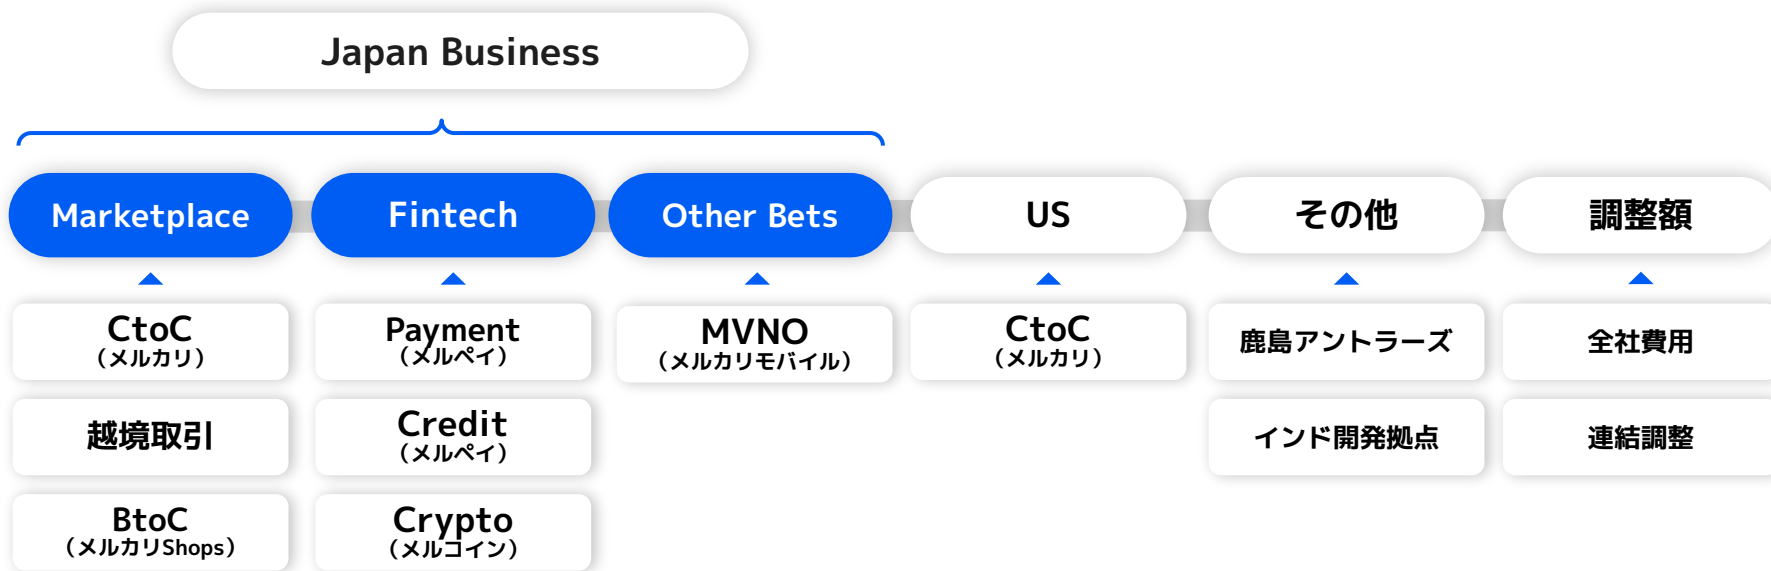 Japan Business
Marketplace
Fintech
Other Bets
US
その他
調整額
CtoC
（メルカリ）
越境取引
BtoC
（メルカリShops）
Payment
（メルペイ）
Credit
（メルペイ）
Crypto
（メルコイン）
MVNO
（メルカリモバイル）
CtoC
（メルカリ）
鹿島アントラーズ
インド開発拠点
全社費用
連結調整